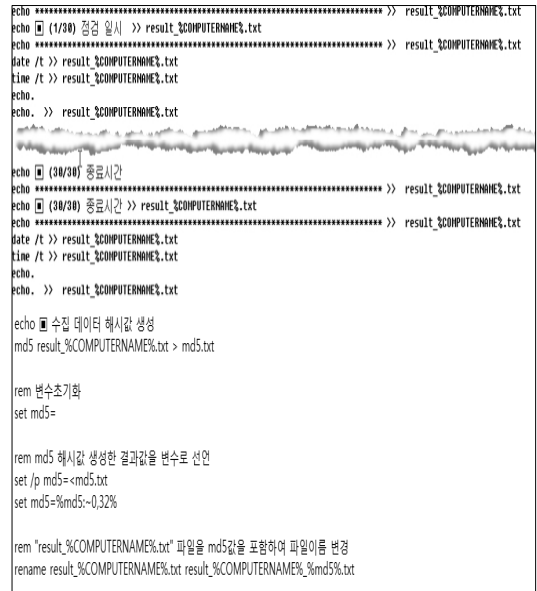 echo ****************************************************************** >> result_%COMPUTERNAME%.txt
echo ▣ (1/30) 점검 일시 >> result_%COMPUTERNAME%.txt
echo ****************************************************************** >> result_%COMPUTERNAME%.txt
date /t >> result_%COMPUTERNAME%.txt
time /t >> result_%COMPUTERNAME%.txt
echo.
echo. >> result_%COMPUTERNAME%.txt
echo ▣ (30/30) 종료시간
echo ****************************************************************** >> result_%COMPUTERNAME%.txt
echo ▣ (30/30) 종료시간 >> result_%COMPUTERNAME%.txt
echo ****************************************************************** >> result_%COMPUTERNAME%.txt
date /t >> result_%COMPUTERNAME%.txt
time /t >> result_%COMPUTERNAME%.txt
echo.
echo. >> result_%COMPUTERNAME%.txt
echo ▣ 수집 데이터 해시값 생성
md5 result_%COMPUTERNAME%.txt > md5.txt
rem 변수초기화
set md5=
rem md5 해시값 생성한 결과값을 변수로 선언
set /p md5=<md5.txt
set md5=%md5:~0,32%
rem "result_%COMPUTERNAME%.txt" 파일을 md5값을 포함하여 파일이름 변경
rename result_%COMPUTERNAME%.txt result_%COMPUTERNAME%_%md5%.txt